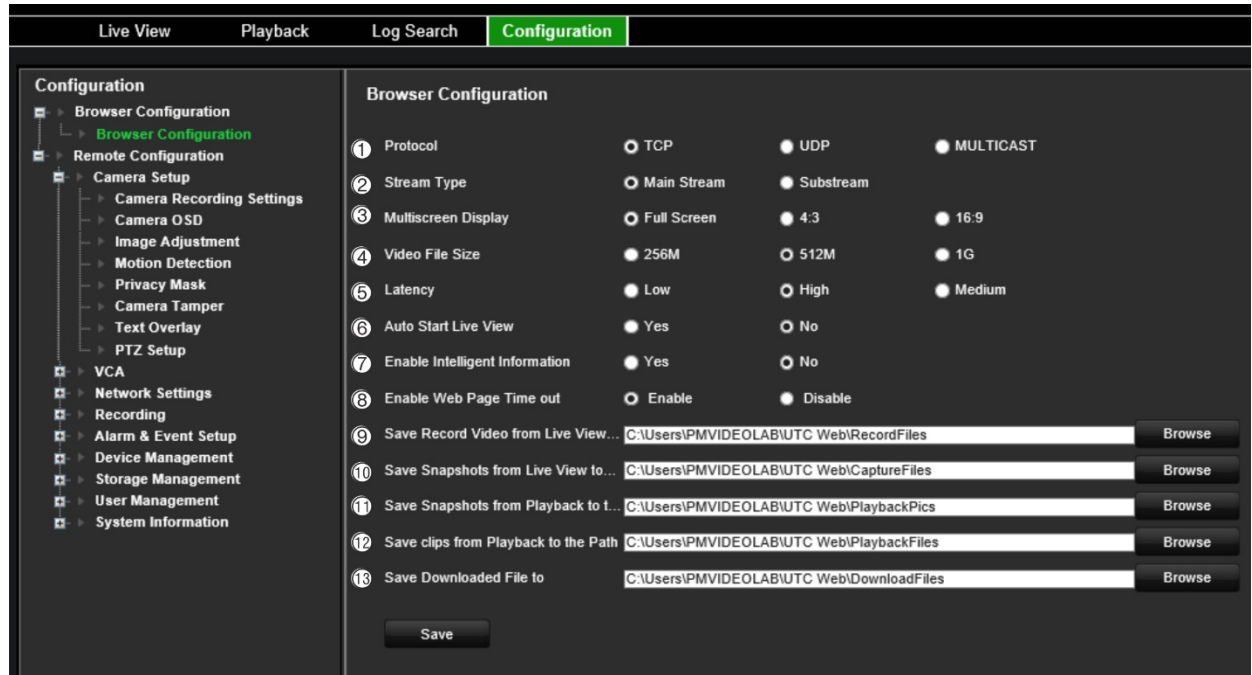 Live View Playback Log Search Configuration
Configuration
Browser Configuration
Browser Configuration
Remote Configuration
Camera Setup
Camera Recording Settings
Camera OSD
Image Adjustment
Motion Detection
Privacy Mask
Camera Tamper
Text Overlay
PTZ Setup
VCA
Network Settings
Recording
Alarm & Event Setup
Device Management
Storage Management
User Management
System Information
Browser Configuration
1 Protocol TCP UDP MULTICAST
2 Stream Type Main Stream Substream
3 Multiscreen Display Full Screen 4:3 16:9
4 Video File Size 256M 512M 1G
5 Latency Low High Medium
6 Auto Start Live View Yes No
7 Enable Intelligent Information Yes No
8 Enable Web Page Time out Enable Disable
9 Save Record Video from Live View... C:\Users\PMVIDEOLAB\UTC Web\RecordFiles Browse
10 Save Snapshots from Live View to... C:\Users\PMVIDEOLAB\UTC Web\CaptureFiles Browse
11 Save Snapshots from Playback to t... C:\Users\PMVIDEOLAB\UTC Web\PlaybackPics Browse
12 Save clips from Playback to the Path C:\Users\PMVIDEOLAB\UTC Web\PlaybackFiles Browse
13 Save Downloaded File to C:\Users\PMVIDEOLAB\UTC Web\DownloadFiles Browse
Save